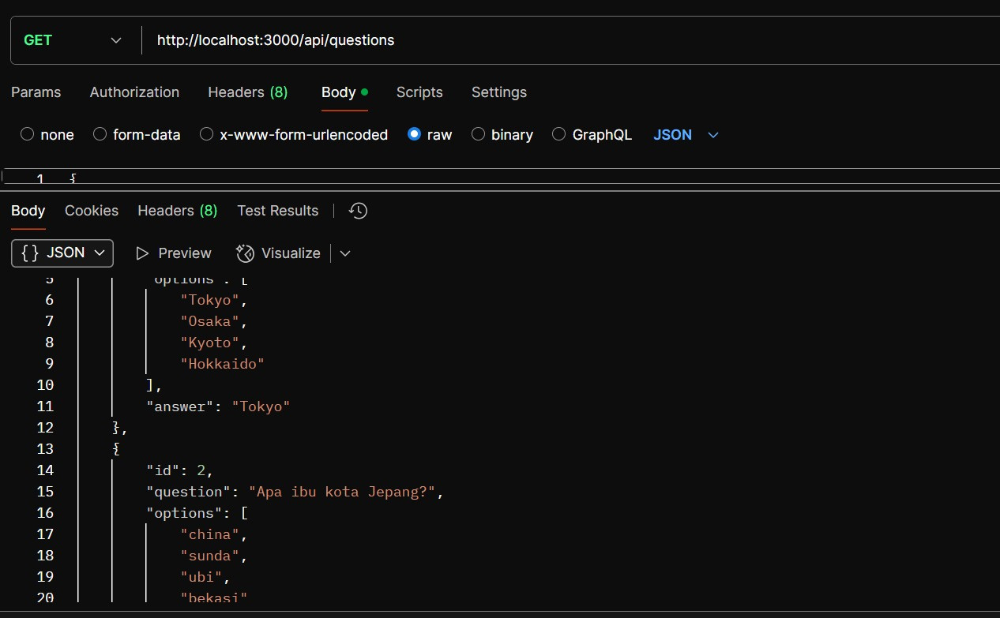 GET http://localhost:3000/api/questions
Params Authorization Headers (8) Body Scripts Settings
none form-data x-www-form-urlencoded raw binary GraphQL JSON
1 {
Body Cookies Headers (8) Test Results
{} JSON Preview Visualize
5 "options": [
6 "Tokyo",
7 "Osaka",
8 "Kyoto",
9 "Hokkaido"
10 ],
11 "answer": "Tokyo"
12 },
13 {
14 "id": 2,
15 "question": "Apa ibu kota Jepang?",
16 "options": [
17 "china",
18 "sunda",
19 "ubi",
20 "bekasi"